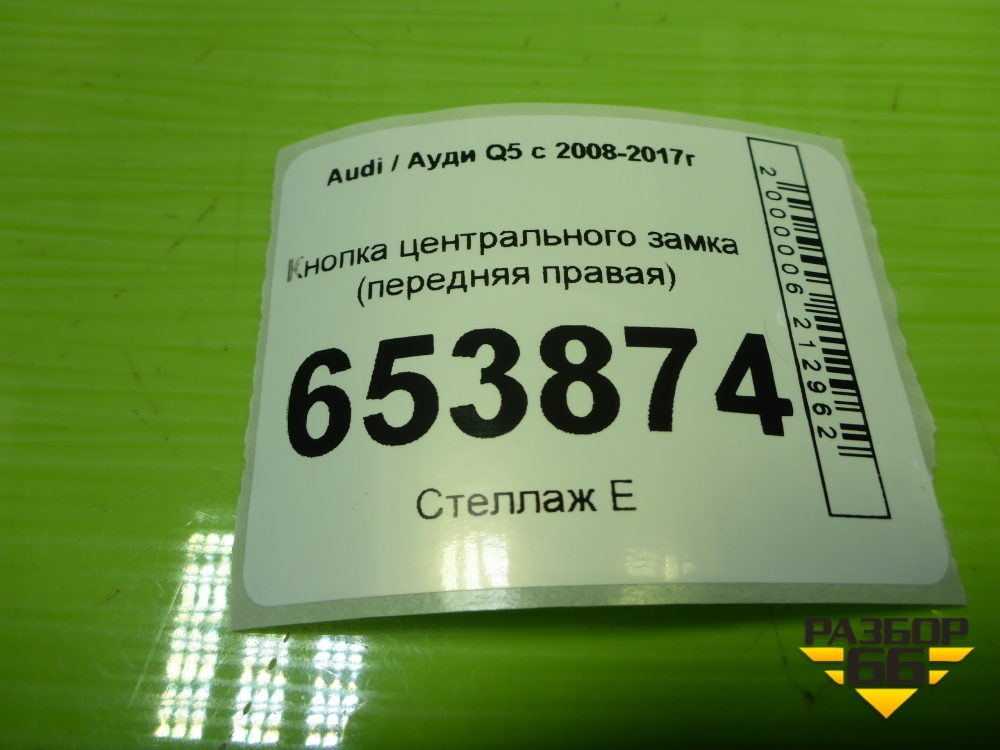 Audi / Ауди Q5 с 2008-2017г
Кнопка центрального замка
(передняя правая)
653874
Стеллаж Е
2000006212962
РАЗБОР
66